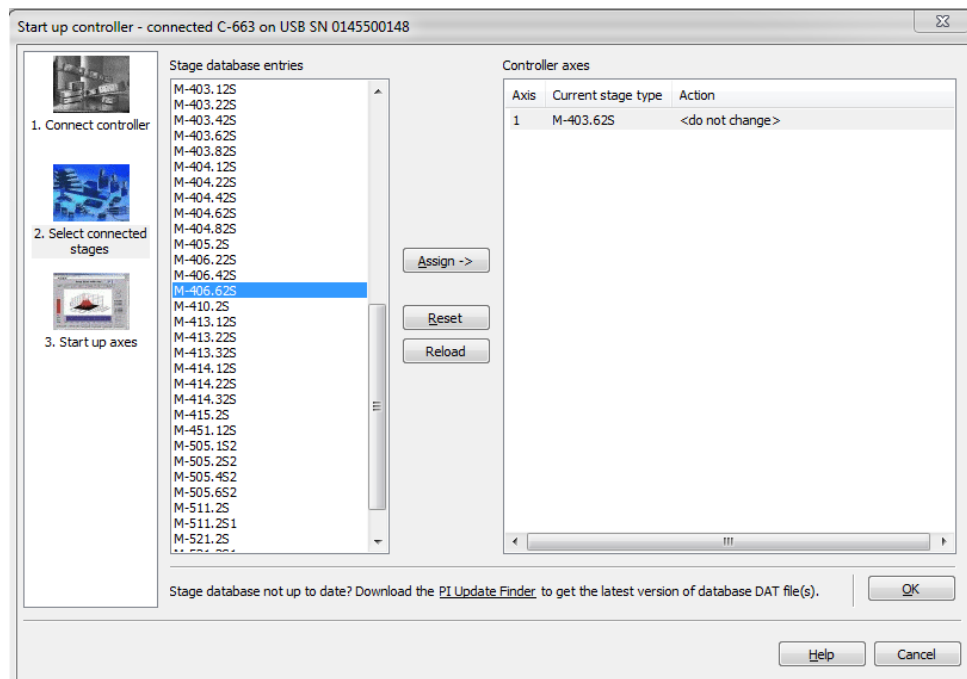 Start up controller - connected C-663 on USB SN 0145500148
1. Connect controller
2. Select connected
stages
3. Start up axes
Stage database entries
M-403.12S
M-403.22S
M-403.42S
M-403.62S
M-403.82S
M-404.12S
M-404.22S
M-404.42S
M-404.62S
M-404.82S
M-405.2S
M-406.22S
M-406.42S
M-406.62S
M-410.2S
M-413.12S
M-413.22S
M-413.32S
M-414.12S
M-414.22S
M-414.32S
M-415.2S
M-451.12S
M-505.1S2
M-505.2S2
M-505.4S2
M-505.6S2
M-511.2S
M-511.2S1
M-521.2S
Assign ->
Reset
Reload
Controller axes
Axis Current stage type Action
1 M-403.62S <do not change>
Stage database not up to date? Download the PI Update Finder to get the latest version of database DAT file(s).
OK
Help
Cancel